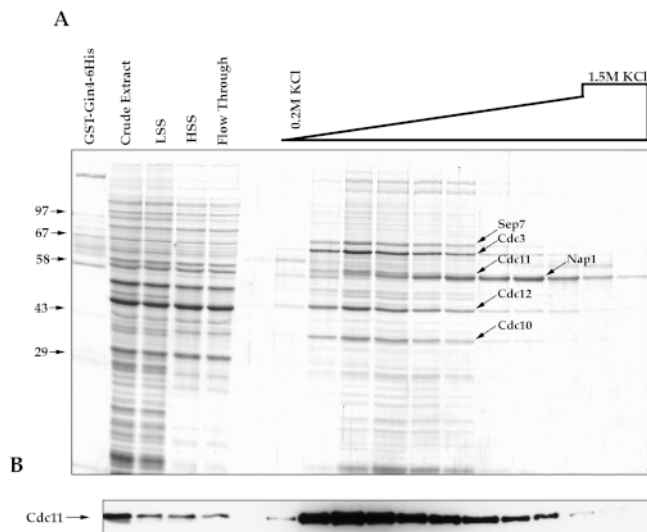 A
GST-Gin4-6His
Crude Extract
LSS
HSS
Flow Through
0.2M KCl
1.5M KCl
97
67
58
43
29
Sep7
Cdc3
Cdc11
Nap1
Cdc12
Cdc10
B
Cdc11